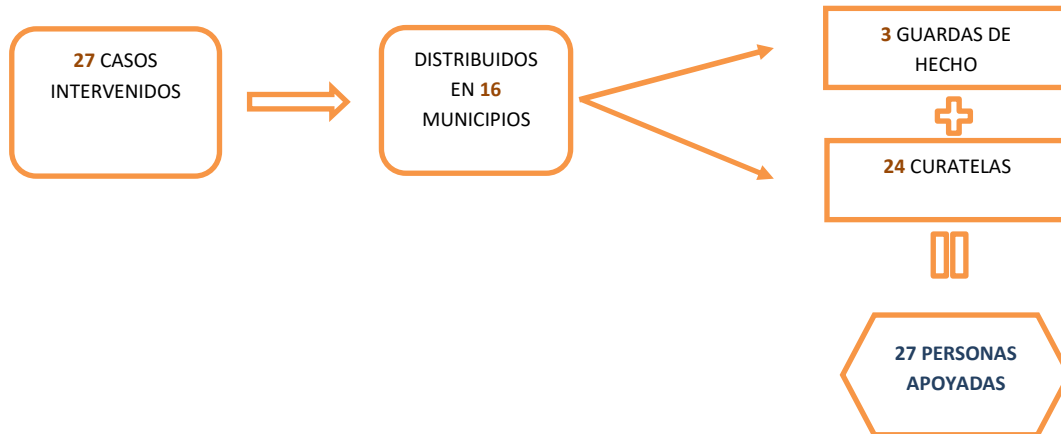 27 CASOS
INTERVENIDOS
DISTRIBUIDOS
EN 16
MUNICIPIOS
3 GUARDAS DE
HECHO
24 CURATELAS
27 PERSONAS
APOYADAS